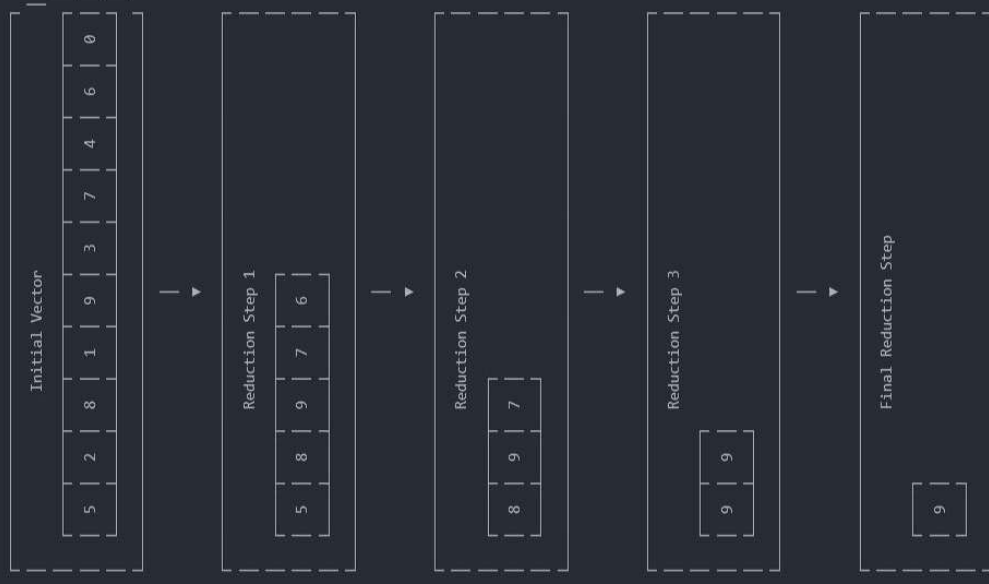 Initial Vector
5 2 8 1 9 3 7 4 6 0
Reduction Step 1
5 8 9 7 6
Reduction Step 2
8 9 7
Reduction Step 3
9 9
Final Reduction Step
9